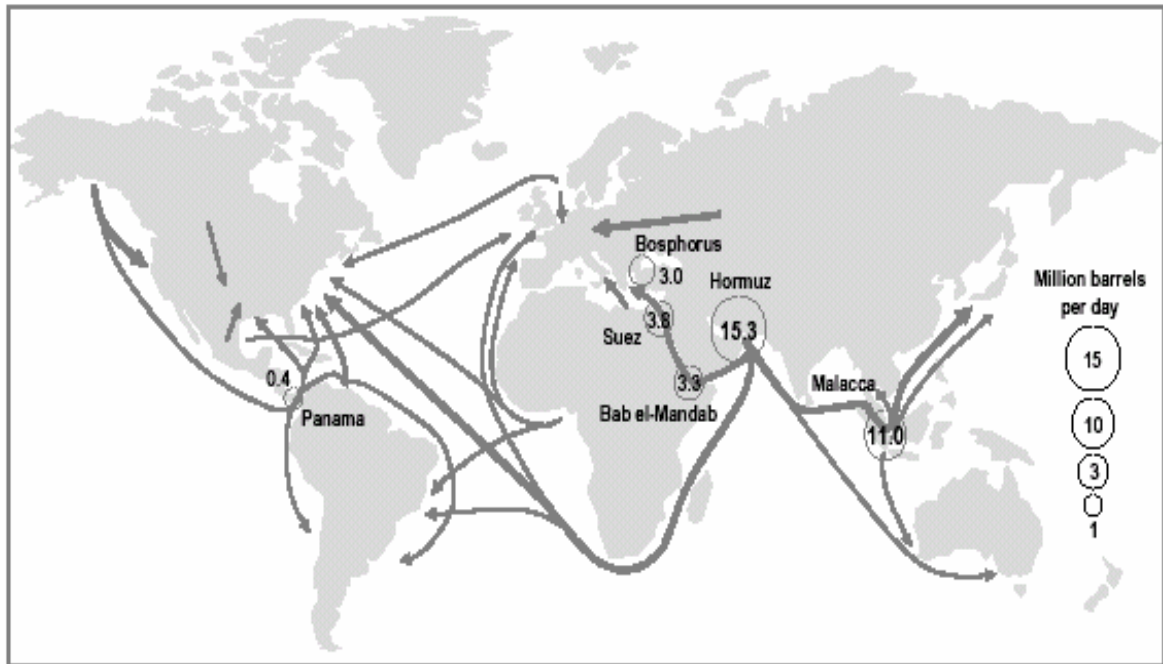 Bosphorus
3.0
Hormuz
15.3
Million barrels
per day
15
Suez
3.8
Malacca
0.4
Panama
3.3
Bab el-Mandab
11.0
10
3
1